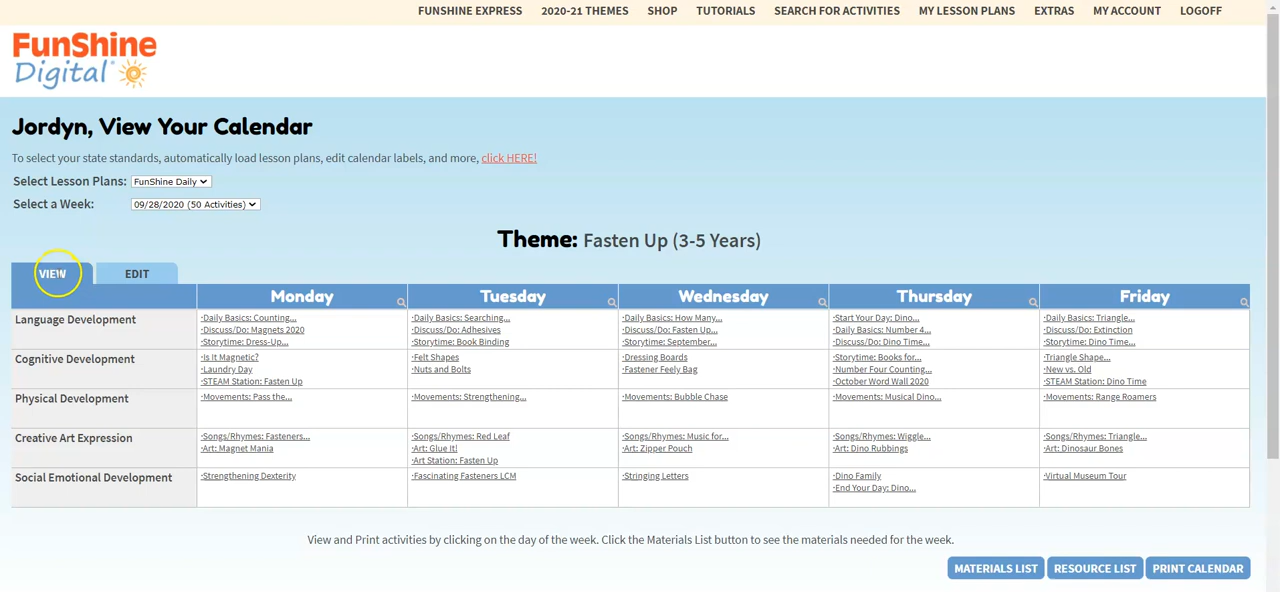 FUNSHINE EXPRESS 2020-21 THEMES SHOP TUTORIALS SEARCH FOR ACTIVITIES MY LESSON PLANS EXTRAS MY ACCOUNT LOGOFF
FunShine
Digital
Jordyn, View Your Calendar
To select your state standards, automatically load lesson plans, edit calendar labels, and more, click HERE!
Select Lesson Plans: FunShine Daily
Select a Week: 09/28/2020 (50 Activities)
Theme: Fasten Up (3-5 Years)
VIEW EDIT
Monday Tuesday Wednesday Thursday Friday
Language Development
·Daily Basics: Counting...
·Discuss/Do: Magnets 2020
·Storytime: Dress-Up...
·Daily Basics: Searching...
·Discuss/Do: Adhesives
·Storytime: Book Binding
·Daily Basics: How Many...
·Discuss/Do: Fasten Up...
·Storytime: September...
·Start Your Day: Dino...
·Daily Basics: Number 4...
·Discuss/Do: Dino Time...
·Daily Basics: Triangle...
·Discuss/Do: Extinction
·Storytime: Dino Time...
Cognitive Development
·Is It Magnetic?
·Laundry Day
·STEAM Station: Fasten Up
·Felt Shapes
·Nuts and Bolts
·Dressing Boards
·Fastener Feely Bag
·Storytime: Books for...
·Number Four Counting...
·October Word Wall 2020
·Triangle Shape...
·New vs. Old
·STEAM Station: Dino Time
Physical Development
·Movements: Pass the...
·Movements: Strengthening...
·Movements: Bubble Chase
·Movements: Musical Dino...
·Movements: Range Roamers
Creative Art Expression
·Songs/Rhymes: Fasteners...
·Art: Magnet Mania
·Songs/Rhymes: Red Leaf
·Art: Glue It!
·Art Station: Fasten Up
·Songs/Rhymes: Music for...
·Art: Zipper Pouch
·Songs/Rhymes: Wiggle...
·Art: Dino Rubbings
·Songs/Rhymes: Triangle...
·Art: Dinosaur Bones
Social Emotional Development
·Strengthening Dexterity
·Fascinating Fasteners LCM
·Stringing Letters
·Dino Family
·End Your Day: Dino...
·Virtual Museum Tour
View and Print activities by clicking on the day of the week. Click the Materials List button to see the materials needed for the week.
MATERIALS LIST RESOURCE LIST PRINT CALENDAR